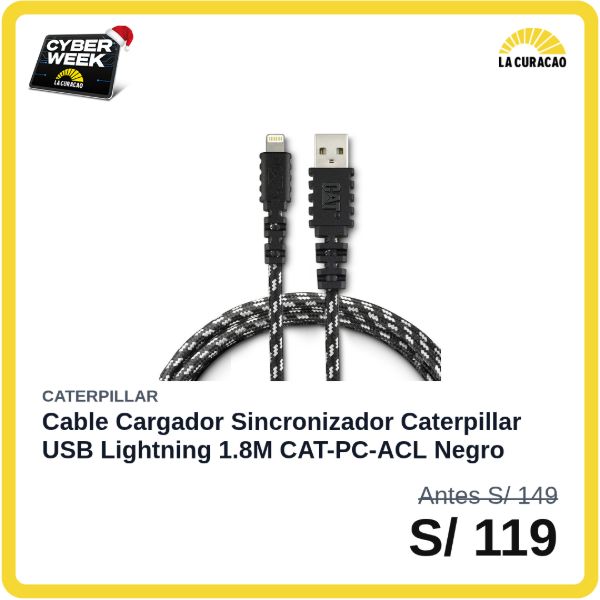 CYBER
WEEK
LA CURACAO
LA CURACAO
CAT
CATERPILLAR
Cable Cargador Sincronizador Caterpillar
USB Lightning 1.8M CAT-PC-ACL Negro
Antes S/ 149
S/ 119